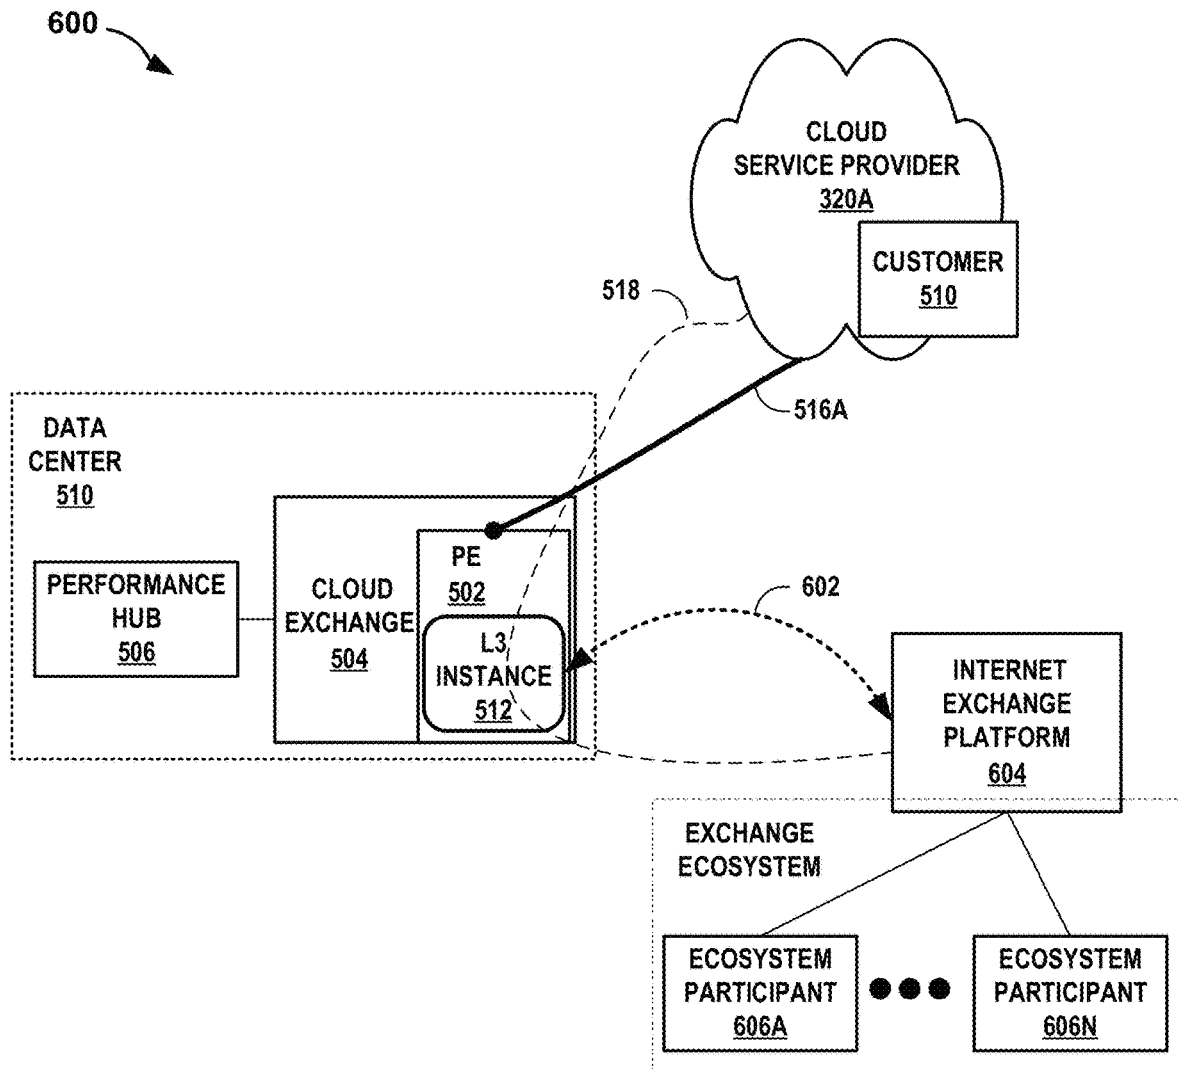 600
CLOUD
SERVICE PROVIDER
320A
CUSTOMER
510
518
516A
DATA
CENTER
510
PERFORMANCE
HUB
506
CLOUD
EXCHANGE
504
PE
502
L3
INSTANCE
512
602
INTERNET
EXCHANGE
PLATFORM
604
EXCHANGE
ECOSYSTEM
ECOSYSTEM
PARTICIPANT
606A
ECOSYSTEM
PARTICIPANT
606N